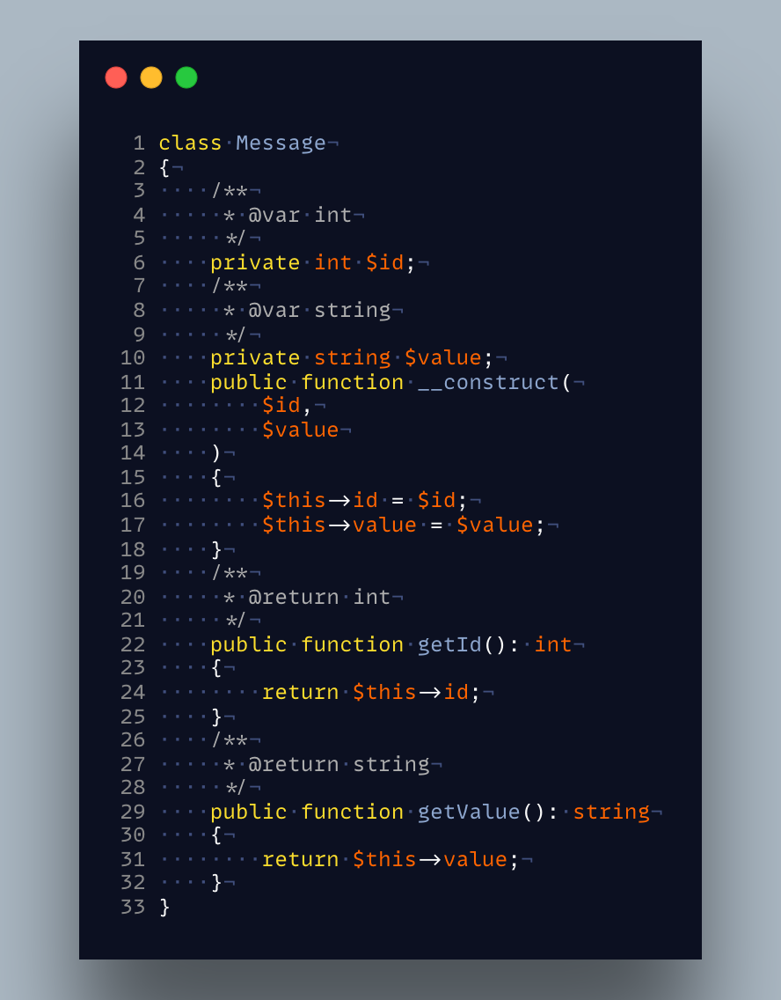 1 class Message¬
2 {¬
3 ····/**¬
4 ·····*·@var·int¬
5 ·····*/¬
6 ····private·int·$id;¬
7 ····/**¬
8 ·····*·@var·string¬
9 ·····*/¬
10 ····private·string·$value;¬
11 ····public·function·__construct(¬
12 ········$id,¬
13 ········$value¬
14 ····)¬
15 ····{¬
16 ········$this->id·=·$id;¬
17 ········$this->value·=·$value;¬
18 ····}¬
19 ····/**¬
20 ·····*·@return·int¬
21 ·····*/¬
22 ····public·function·getId():·int¬
23 ····{¬
24 ········return·$this->id;¬
25 ····}¬
26 ····/**¬
27 ·····*·@return·string¬
28 ·····*/¬
29 ····public·function·getValue():·string¬
30 ····{¬
31 ········return·$this->value;¬
32 ····}¬
33 }